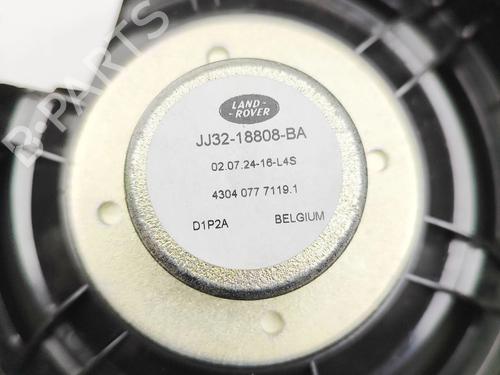 LAND-
-ROVER
JJ32-18808-BA
02.07.24-16-L4S
4304 077 7119.1
D1P2A BELGIUM
B-PARTS